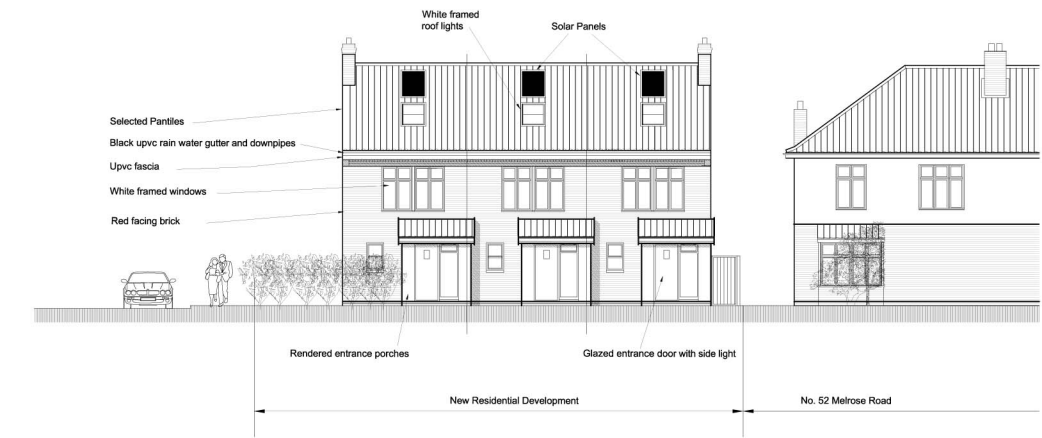 White framed
roof lights
Solar Panels
Selected Pantiles
Black upvc rain water gutter and downpipes
Upvc fascia
White framed windows
Red facing brick
Rendered entrance porches
Glazed entrance door with side light
New Residential Development
No. 52 Melrose Road